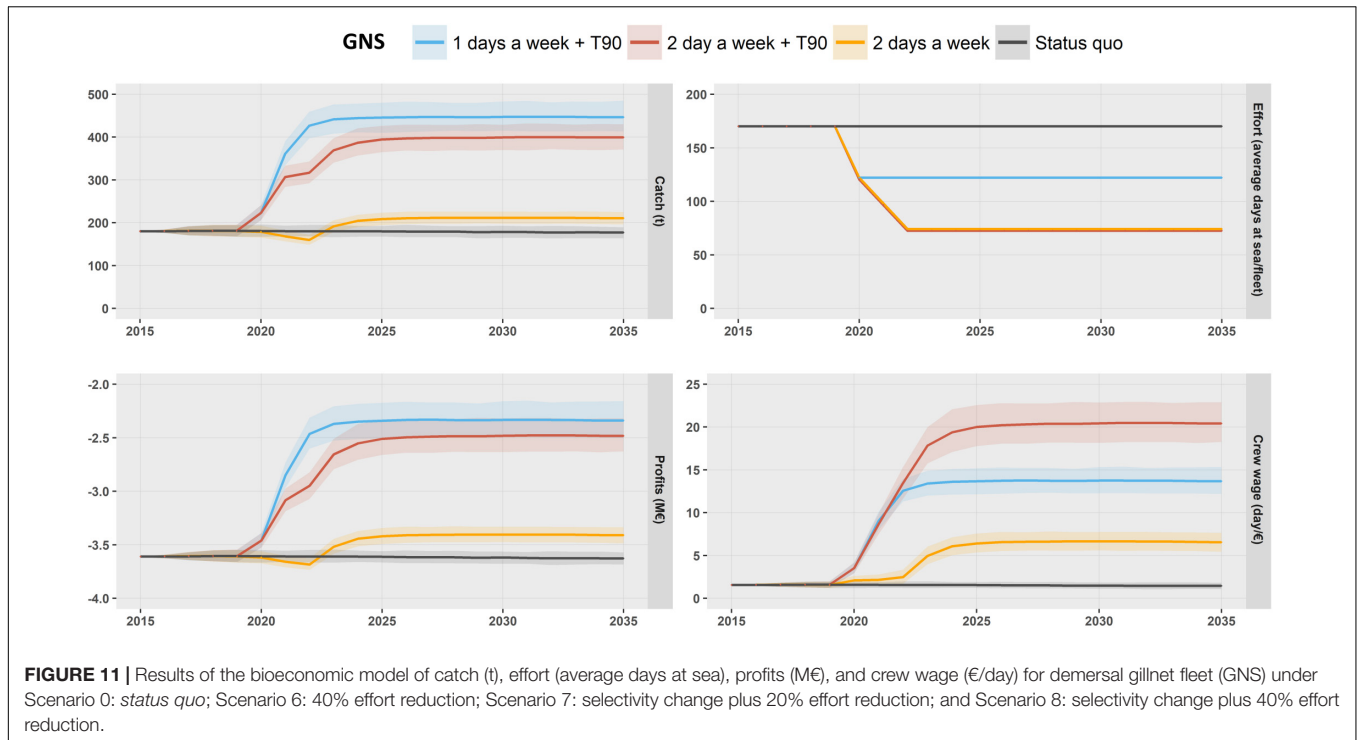 GNS 1 days a week + T90 2 day a week + T90 2 days a week Status quo
500
400
300
200
100
0
2015 2020 2025 2030 2035
Catch (t)
200
150
100
50
0
2015 2020 2025 2030 2035
Effort (average days at sea/fleet)
-2.0
-2.5
-3.0
-3.5
-4.0
2015 2020 2025 2030 2035
Profits (M€)
25
20
15
10
5
0
2015 2020 2025 2030 2035
Crew wage (day/€)
FIGURE 11 | Results of the bioeconomic model of catch (t), effort (average days at sea), profits (M€), and crew wage (€/day) for demersal gillnet fleet (GNS) under
Scenario 0: status quo; Scenario 6: 40% effort reduction; Scenario 7: selectivity change plus 20% effort reduction; and Scenario 8: selectivity change plus 40% effort
reduction.